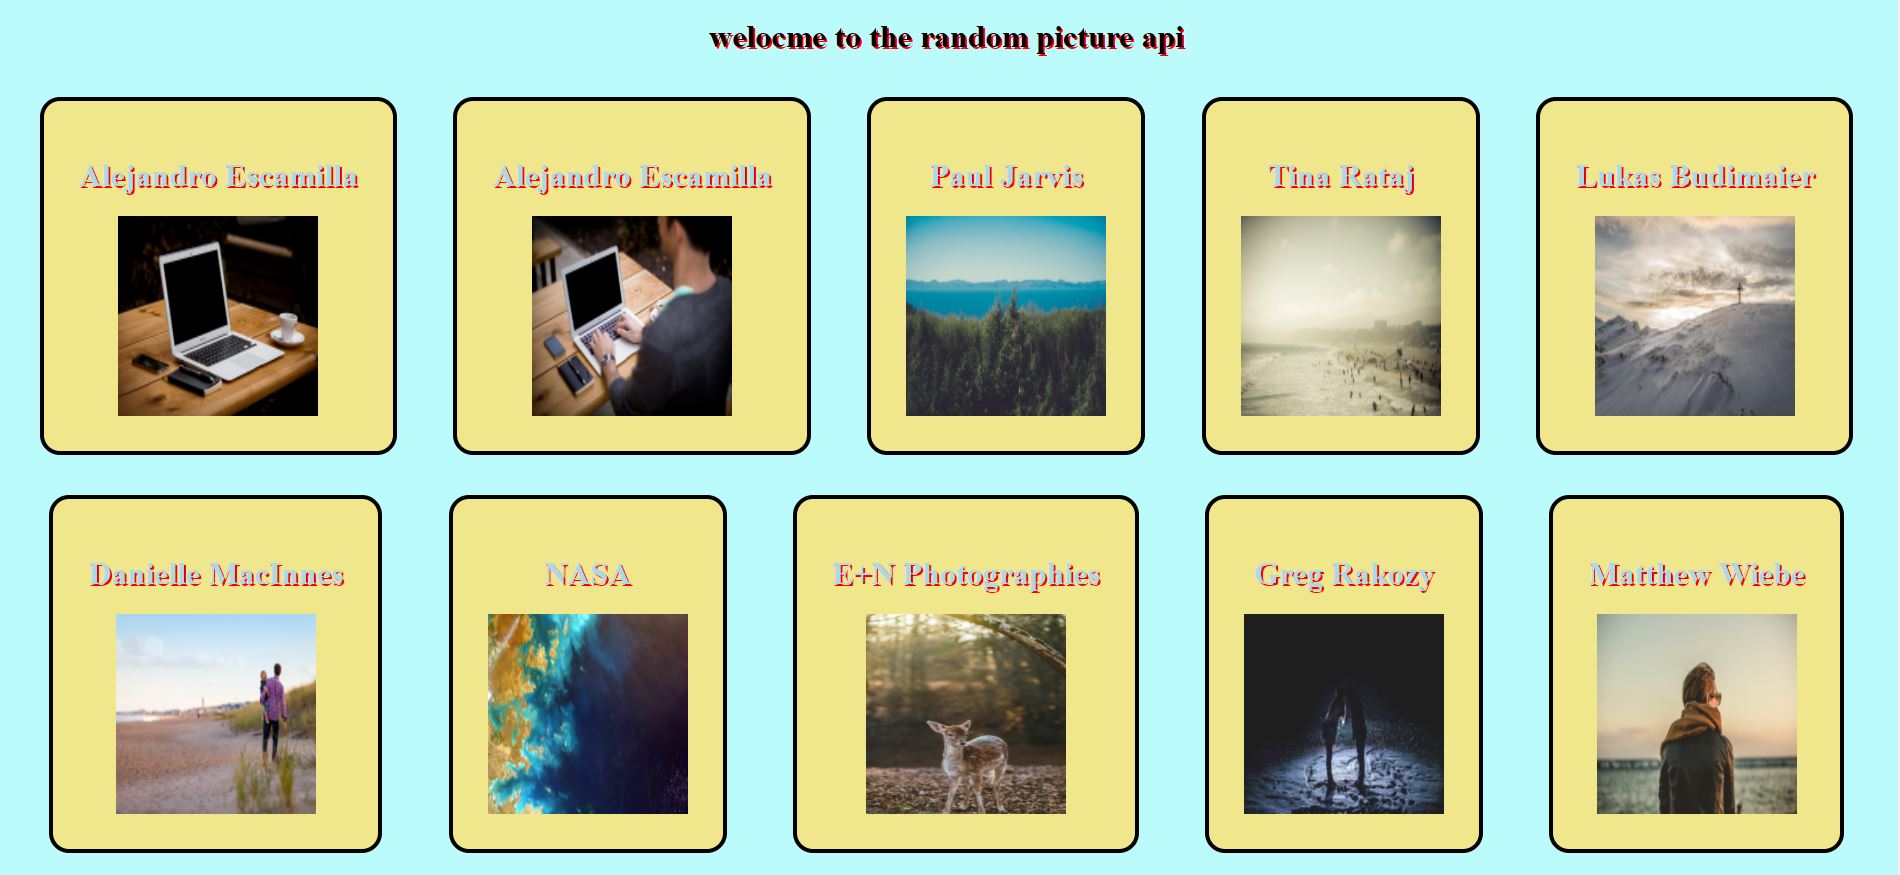 welocme to the random picture api
Alejandro Escamilla
Alejandro Escamilla
Paul Jarvis
Tina Rataj
Lukas Budimaier
Danielle MacInnes
NASA
E+N Photographies
Greg Rakozy
Matthew Wiebe